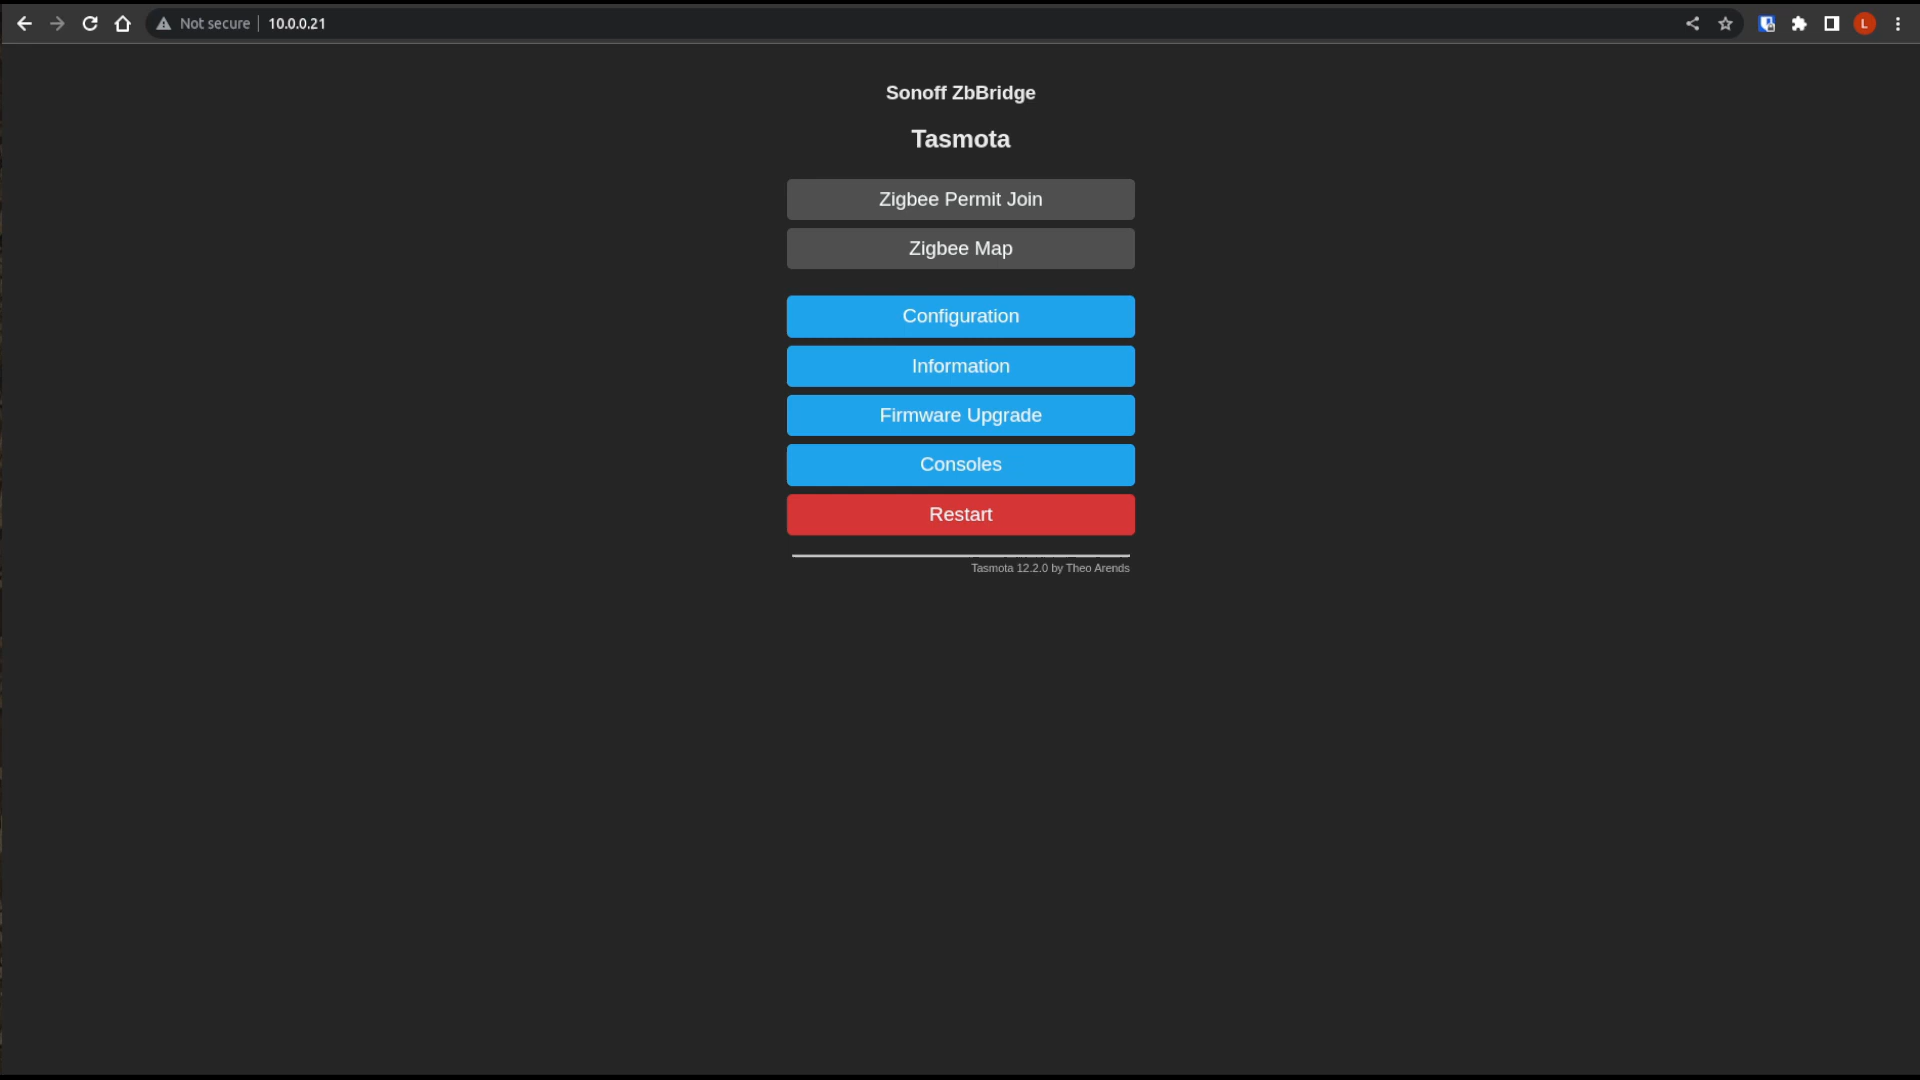 Not secure | 10.0.0.21
L
Sonoff ZbBridge
Tasmota
Zigbee Permit Join
Zigbee Map
Configuration
Information
Firmware Upgrade
Consoles
Restart
Tasmota 12.2.0 by Theo Arends